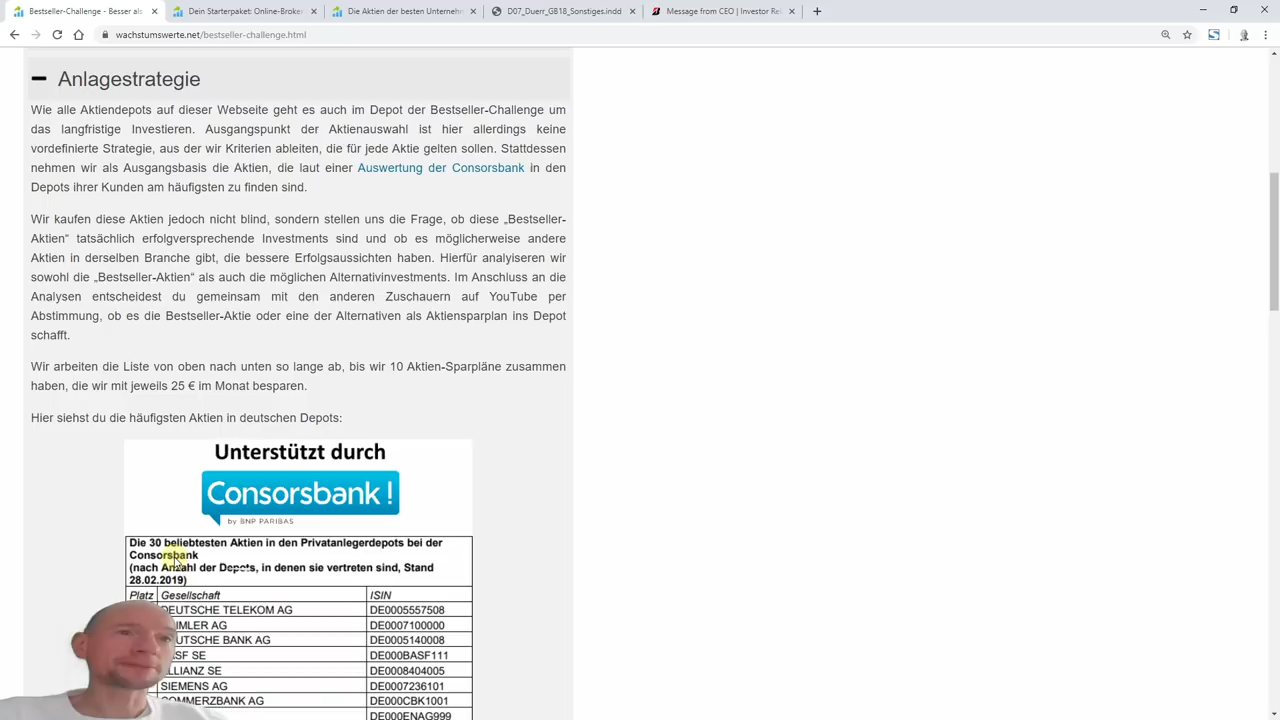 Bestseller-Challenge - Besser als
Dein Starterpaket: Online-Broker
Die Aktien der besten Unternehm
D07_Duerr_GB18_Sonstiges.indd
Message from CEO | Investor Re
wachstumswerte.net/bestseller-challenge.html
Anlagestrategie
Wie alle Aktiendepots auf dieser Webseite geht es auch im Depot der Bestseller-Challenge um
das langfristige Investieren. Ausgangspunkt der Aktienauswahl ist hier allerdings keine
vordefinierte Strategie, aus der wir Kriterien ableiten, die für jede Aktie gelten sollen. Stattdessen
nehmen wir als Ausgangsbasis die Aktien, die laut einer Auswertung der Consorsbank in den
Depots ihrer Kunden am häufigsten zu finden sind.
Wir kaufen diese Aktien jedoch nicht blind, sondern stellen uns die Frage, ob diese „Bestseller-
Aktien“ tatsächlich erfolgversprechende Investments sind und ob es möglicherweise andere
Aktien in derselben Branche gibt, die bessere Erfolgsaussichten haben. Hierfür analysieren wir
sowohl die „Bestseller-Aktien“ als auch die möglichen Alternativinvestments. Im Anschluss an die
Analysen entscheidest du gemeinsam mit den anderen Zuschauern auf YouTube per
Abstimmung, ob es die Bestseller-Aktie oder eine der Alternativen als Aktiensparplan ins Depot
schafft.
Wir arbeiten die Liste von oben nach unten so lange ab, bis wir 10 Aktien-Sparpläne zusammen
haben, die wir mit jeweils 25 € im Monat besparen.
Hier siehst du die häufigsten Aktien in deutschen Depots:
Unterstützt durch
Consorsbank!
by BNP PARIBAS
Die 30 beliebtesten Aktien in den Privatanlegerdepots bei der
Consorsbank
(nach Anzahl der Depots, in denen sie vertreten sind, Stand
28.02.2019)
Platz Gesellschaft ISIN
DEUTSCHE TELEKOM AG DE0005557508
IMLER AG DE0007100000
UTSCHE BANK AG DE0005140008
SF SE DE000BASF111
LLIANZ SE DE0008404005
SIEMENS AG DE0007236101
COMMERZBANK AG DE000CBK1001
DE000ENAG999